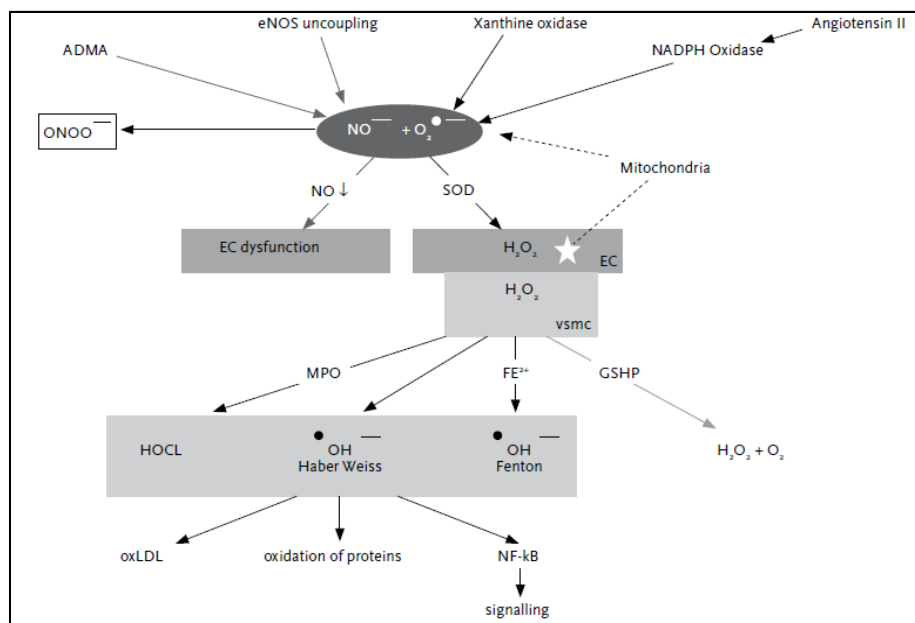 eNOS uncoupling
Xanthine oxidase
Angiotensin II
ADMA
NADPH Oxidase
ONOO—
NO— + O₂●—
Mitochondria
NO ↓
SOD
EC dysfunction
H₂O₂
EC
H₂O₂
vsmc
MPO
FE²⁺
GSHP
HOCL
●OH—
Haber Weiss
●OH—
Fenton
H₂O₂ + O₂
oxLDL
oxidation of proteins
NF-kB
signalling